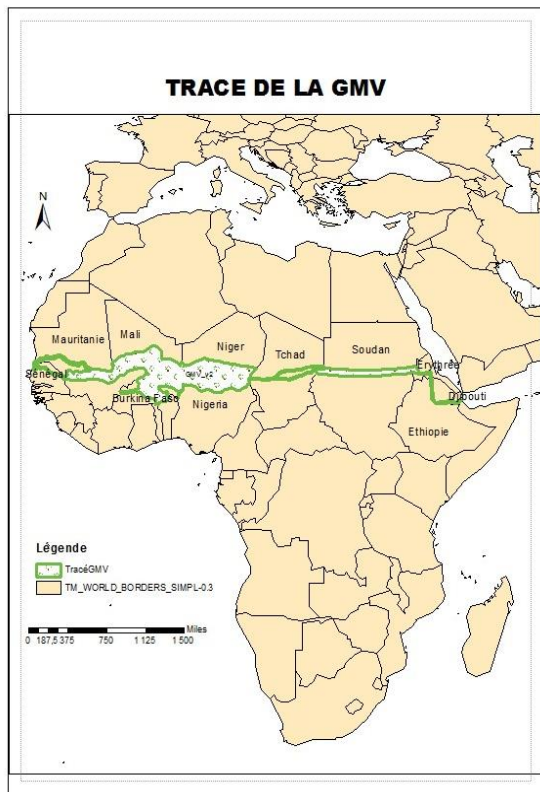 TRACE DE LA GMV
N
Mauritanie
Mali
Niger
Tchad
Soudan
Erythrée
Sénégal
GMV_v2
Burkina Faso
Nigeria
Djibouti
Ethiopie
Légende
TracéGMV
TM_WORLD_BORDERS_SIMPL-0.3
Miles
0 187,5 375 750 1 125 1 500